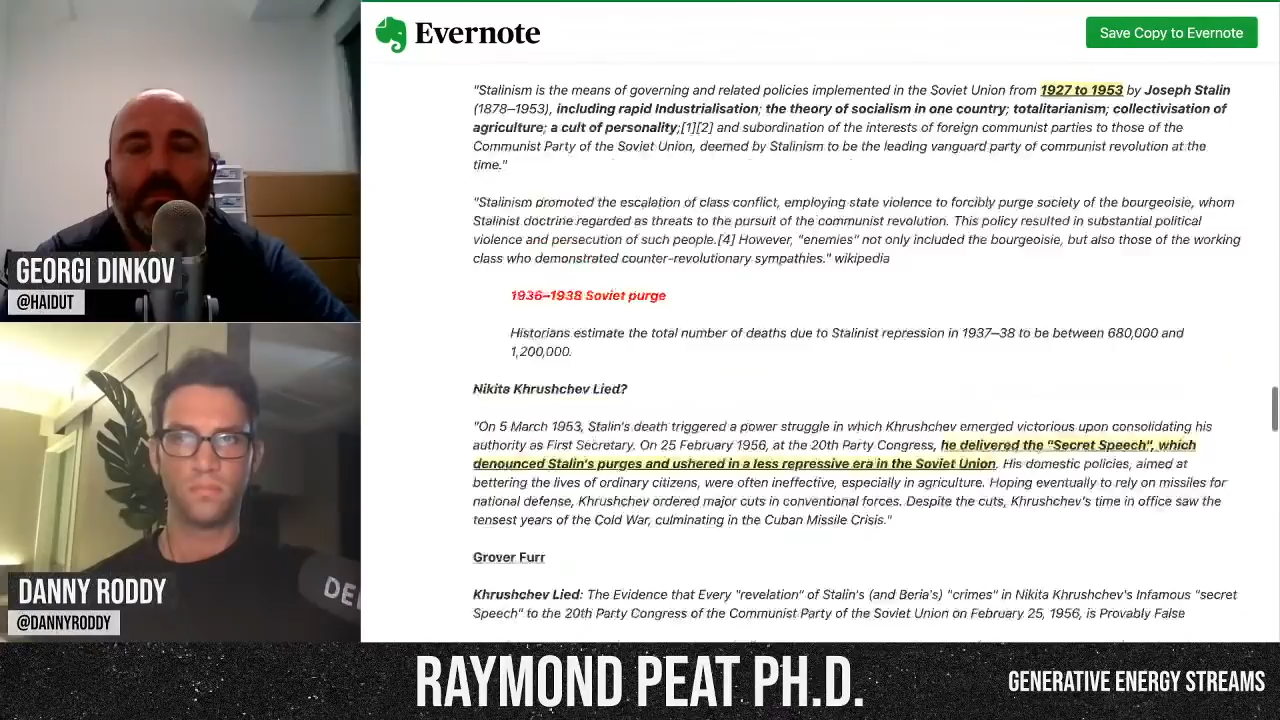 Evernote
Save Copy to Evernote
"Stalinism is the means of governing and related policies implemented in the Soviet Union from 1927 to 1953 by Joseph Stalin
(1878–1953), including rapid Industrialisation; the theory of socialism in one country; totalitarianism; collectivisation of
agriculture; a cult of personality,[1][2] and subordination of the interests of foreign communist parties to those of the
Communist Party of the Soviet Union, deemed by Stalinism to be the leading vanguard party of communist revolution at the
time."
"Stalinism promoted the escalation of class conflict, employing state violence to forcibly purge society of the bourgeoisie, whom
Stalinist doctrine regarded as threats to the pursuit of the communist revolution. This policy resulted in substantial political
violence and persecution of such people.[4] However, "enemies" not only included the bourgeoisie, but also those of the working
class who demonstrated counter-revolutionary sympathies." wikipedia
1936–1938 Soviet purge
Historians estimate the total number of deaths due to Stalinist repression in 1937–38 to be between 680,000 and
1,200,000.
Nikita Khrushchev Lied?
"On 5 March 1953, Stalin's death triggered a power struggle in which Khrushchev emerged victorious upon consolidating his
authority as First Secretary. On 25 February 1956, at the 20th Party Congress, he delivered the "Secret Speech", which
denounced Stalin's purges and ushered in a less repressive era in the Soviet Union. His domestic policies, aimed at
bettering the lives of ordinary citizens, were often ineffective, especially in agriculture. Hoping eventually to rely on missiles for
national defense, Khrushchev ordered major cuts in conventional forces. Despite the cuts, Khrushchev's time in office saw the
tensest years of the Cold War, culminating in the Cuban Missile Crisis."
Grover Furr
Khrushchev Lied: The Evidence That Every "revelation" of Stalin's (and Beria's) "crimes" in Nikita Khrushchev's Infamous "secret
Speech" to the 20th Party Congress of the Communist Party of the Soviet Union on February 25, 1956, is Provably False
GEORGI DINKOV
@HAIDUT
DANNY RODDY
@DANNYRODDY
RAYMOND PEAT PH.D.
GENERATIVE ENERGY STREAMS